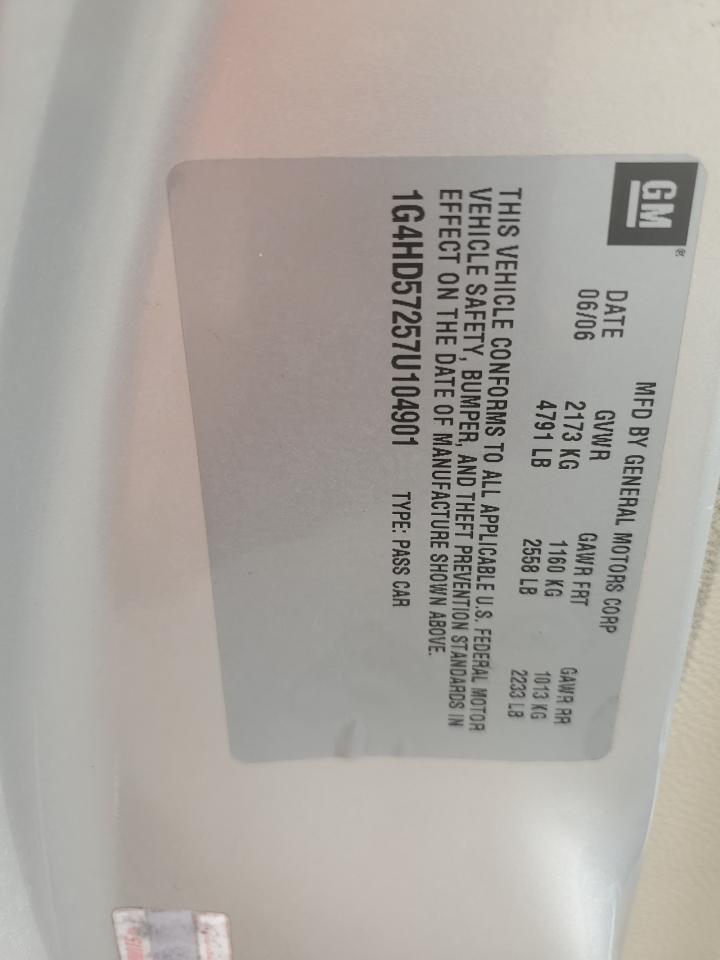 GM®
MFD BY GENERAL MOTORS CORP
DATE GVWR GAWR FRT GAWR RR
06/06 2173 KG 1160 KG 1013 KG
4791 LB 2558 LB 2233 LB
THIS VEHICLE CONFORMS TO ALL APPLICABLE U.S. FEDERAL MOTOR
VEHICLE SAFETY, BUMPER, AND THEFT PREVENTION STANDARDS IN
EFFECT ON THE DATE OF MANUFACTURE SHOWN ABOVE.
1G4HD57257U104901 TYPE: PASS CAR